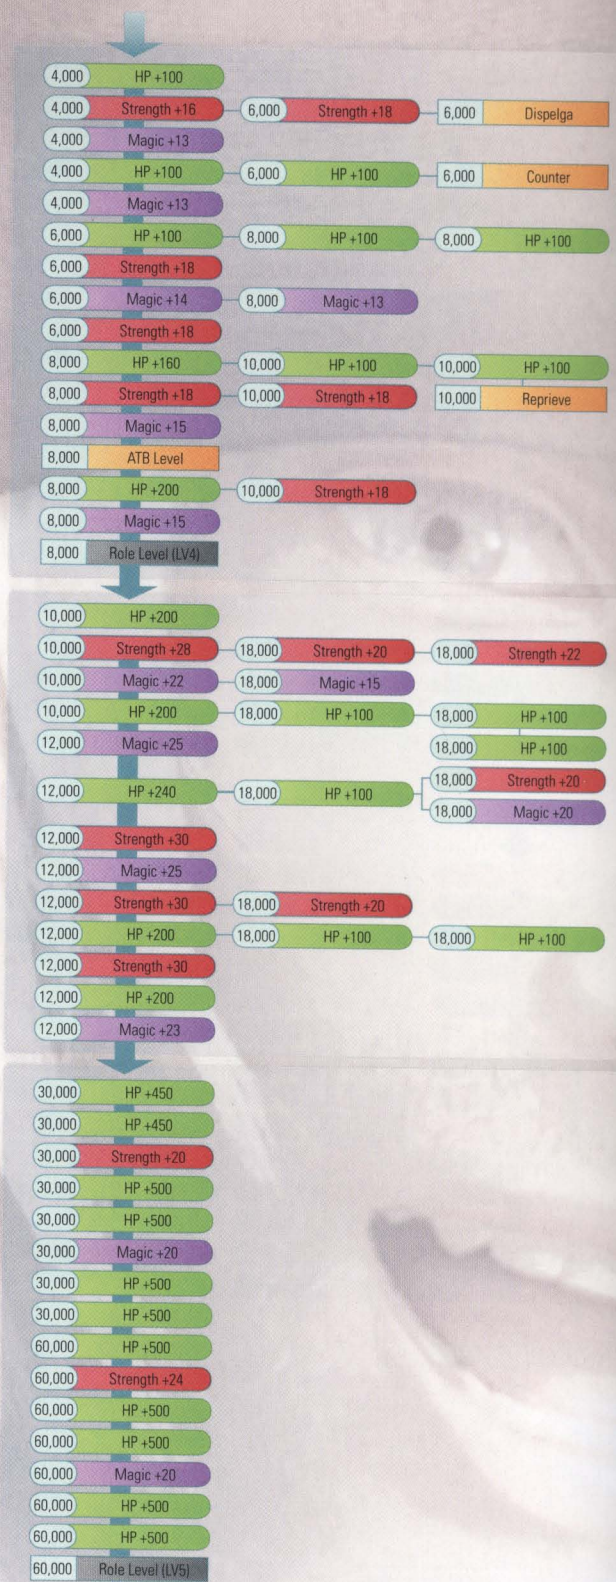 4,000 HP +100
4,000 Strength +16 6,000 Strength +18 6,000 Dispelga
4,000 Magic +13
4,000 HP +100 6,000 HP +100 6,000 Counter
4,000 Magic +13
6,000 HP +100 8,000 HP +100 8,000 HP +100
6,000 Strength +18
6,000 Magic +14 8,000 Magic +13
6,000 Strength +18
8,000 HP +160 10,000 HP +100 10,000 HP +100
8,000 Strength +18 10,000 Strength +18 10,000 Reprieve
8,000 Magic +15
8,000 ATB Level
8,000 HP +200 10,000 Strength +18
8,000 Magic +15
8,000 Role Level (LV4)
10,000 HP +200
10,000 Strength +28 18,000 Strength +20 18,000 Strength +22
10,000 Magic +22 18,000 Magic +15
10,000 HP +200 18,000 HP +100 18,000 HP +100
12,000 Magic +25 18,000 HP +100
18,000 Strength +20
12,000 HP +240 18,000 HP +100
18,000 Magic +20
12,000 Strength +30
12,000 Magic +25
12,000 Strength +30 18,000 Strength +20
12,000 HP +200 18,000 HP +100 18,000 HP +100
12,000 Strength +30
12,000 HP +200
12,000 Magic +23
30,000 HP +450
30,000 HP +450
30,000 Strength +20
30,000 HP +500
30,000 HP +500
30,000 Magic +20
30,000 HP +500
30,000 HP +500
60,000 HP +500
60,000 Strength +24
60,000 HP +500
60,000 HP +500
60,000 Magic +20
60,000 HP +500
60,000 HP +500
60,000 Role Level (LV5)